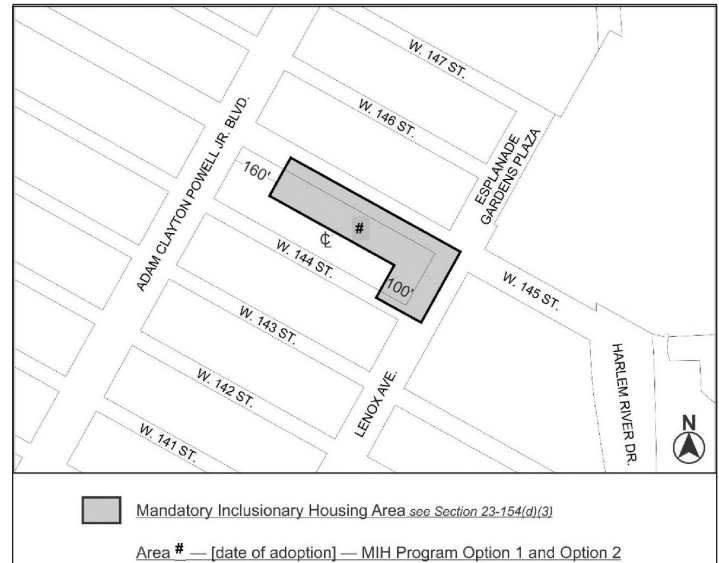 W. 147 ST.
W. 146 ST.
ADAM CLAYTON POWELL JR. BLVD.
ESPLANADE
GARDENS PLAZA
160'
#
℄
W. 144 ST.
100'
W. 145 ST.
W. 143 ST.
W. 142 ST.
W. 141 ST.
LENOX AVE.
HARLEM RIVER DR.
N
Mandatory Inclusionary Housing Area see Section 23-154(d)(3)
Area # — [date of adoption] — MIH Program Option 1 and Option 2